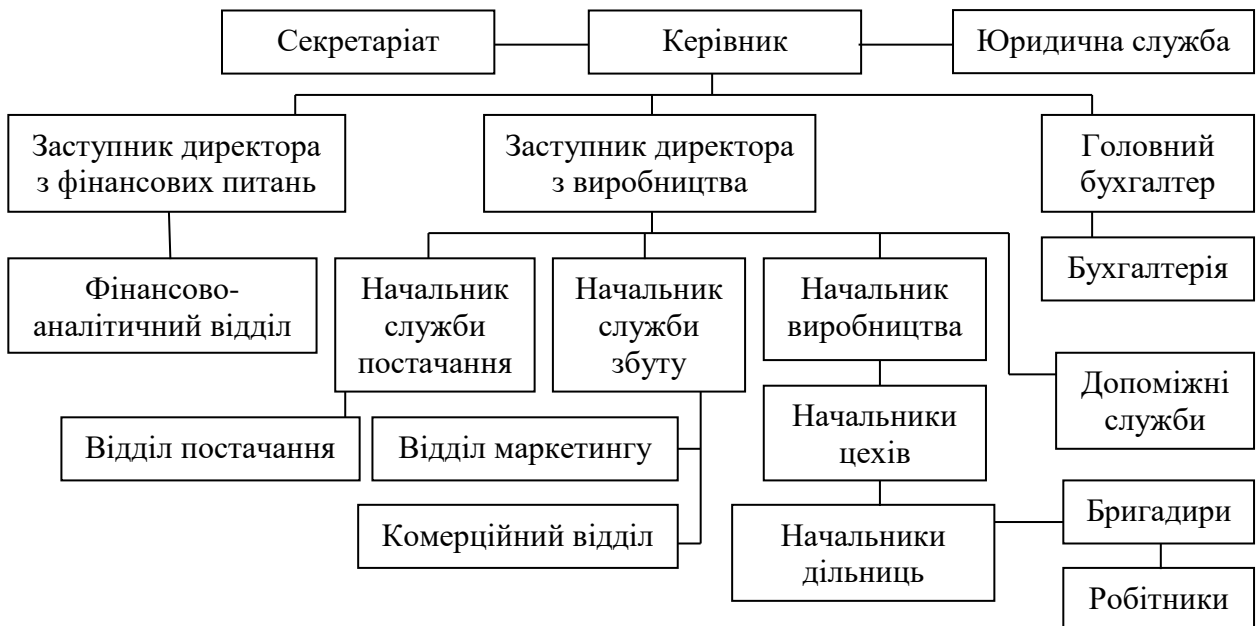 Секретаріат
Керівник
Юридична служба
Заступник директора
з фінансових питань
Заступник директора
з виробництва
Головний
бухгалтер
Бухгалтерія
Фінансово-
аналітичний відділ
Начальник
служби
постачання
Начальник
служби
збуту
Начальник
виробництва
Допоміжні
служби
Відділ постачання
Відділ маркетингу
Начальники
цехів
Комерційний відділ
Начальники
дільниць
Бригадири
Робітники